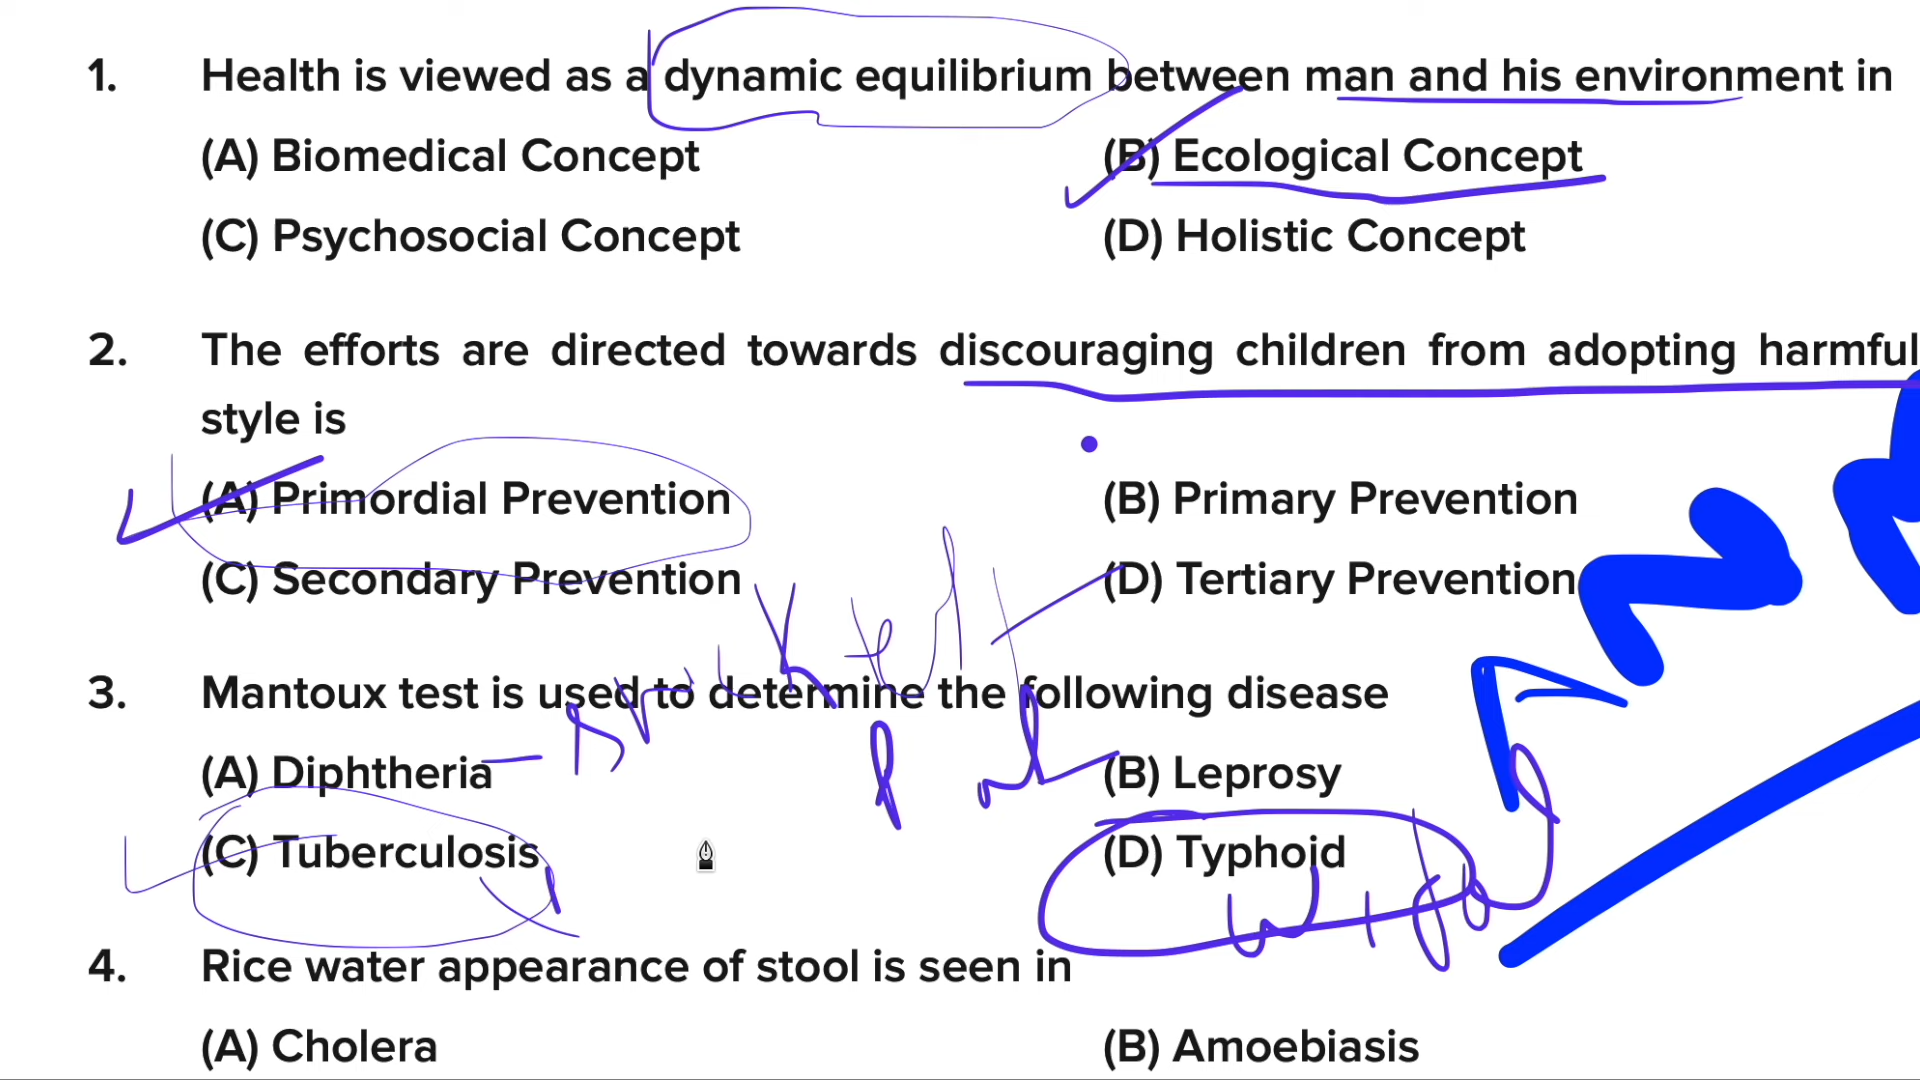 1. Health is viewed as a dynamic equilibrium between man and his environment in
(A) Biomedical Concept (B) Ecological Concept
(C) Psychosocial Concept (D) Holistic Concept
2. The efforts are directed towards discouraging children from adopting harmful
style is
(A) Primordial Prevention (B) Primary Prevention
(C) Secondary Prevention (D) Tertiary Prevention
3. Mantoux test is used to determine the following disease
(A) Diphtheria (B) Leprosy
(C) Tuberculosis (D) Typhoid
4. Rice water appearance of stool is seen in
(A) Cholera (B) Amoebiasis